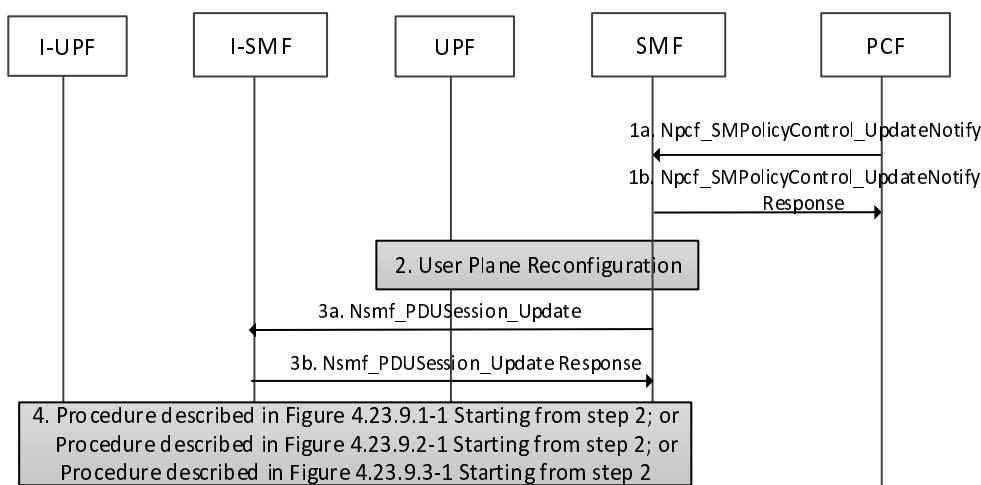 I-UPF
I-SMF
UPF
SMF
PCF
1a. Npcf_SMPolicyControl_UpdateNotify
1b. Npcf_SMPolicyControl_UpdateNotify
Response
2. User Plane Reconfiguration
3a. Nsmf_PDUSession_Update
3b. Nsmf_PDUSession_Update Response
4. Procedure described in Figure 4.23.9.1-1 Starting from step 2; or
Procedure described in Figure 4.23.9.2-1 Starting from step 2; or
Procedure described in Figure 4.23.9.3-1 Starting from step 2